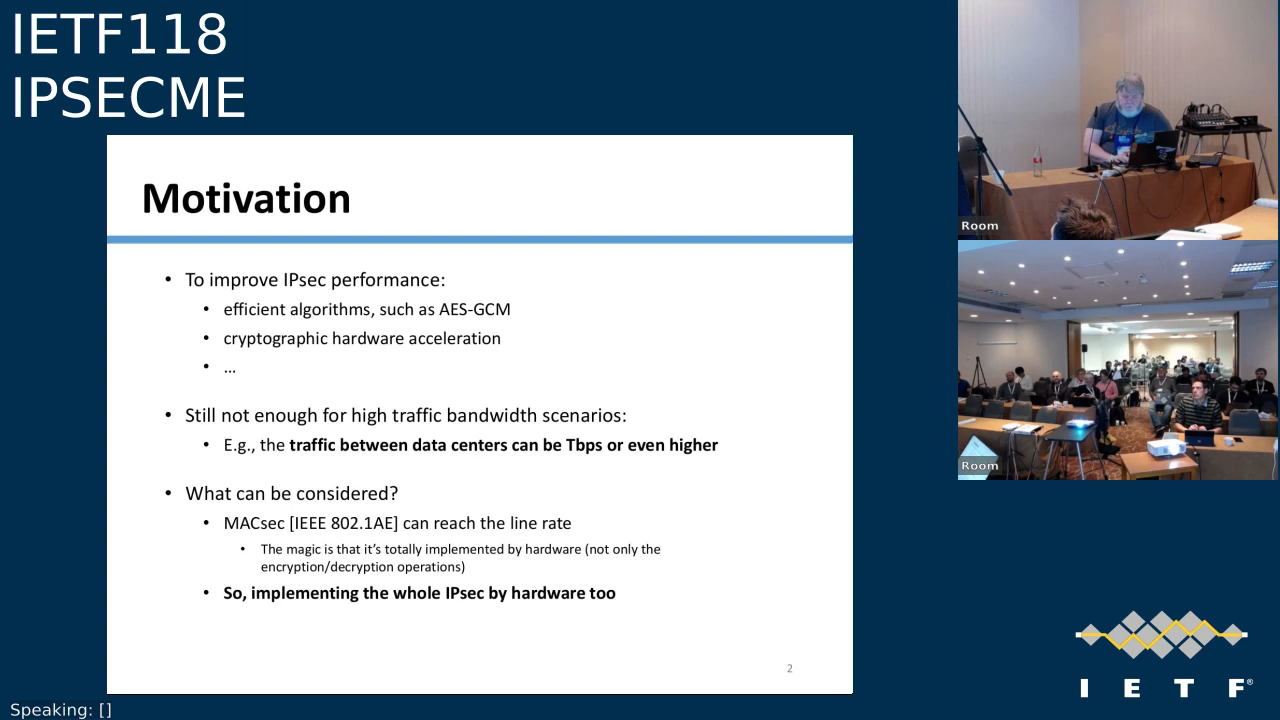 IETF118
IPSECME
Motivation
• To improve IPsec performance:
• efficient algorithms, such as AES-GCM
• cryptographic hardware acceleration
• ...
• Still not enough for high traffic bandwidth scenarios:
• E.g., the traffic between data centers can be Tbps or even higher
• What can be considered?
• MACsec [IEEE 802.1AE] can reach the line rate
• The magic is that it’s totally implemented by hardware (not only the
encryption/decryption operations)
• So, implementing the whole IPsec by hardware too
2
Room
Room
I E T F®
Speaking: []